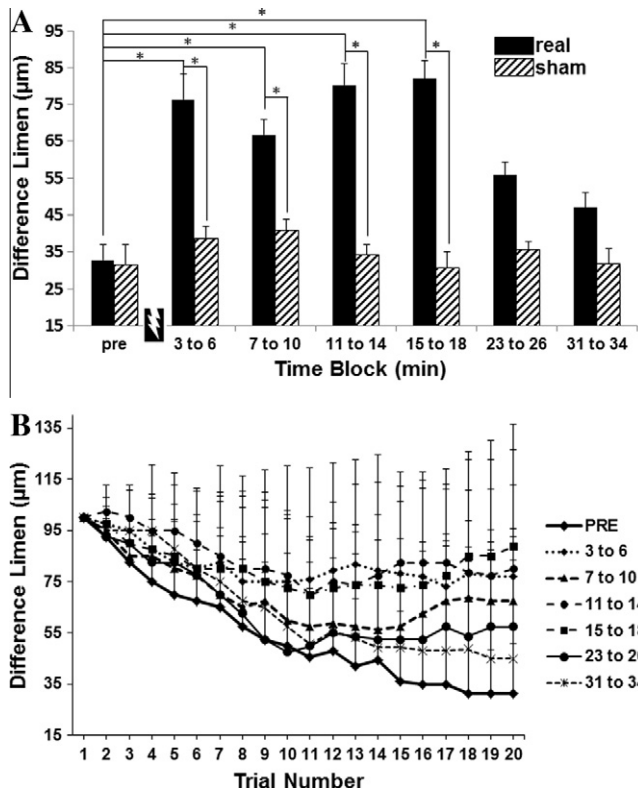 A
Difference Limen (µm)
95
85
75
65
55
45
35
25
15
*
*
*
*
*
*
*
*
real
sham
pre
3 to 6
7 to 10
11 to 14
15 to 18
23 to 26
31 to 34
Time Block (min)
B
Difference Limen (µm)
135
115
95
75
55
35
15
1 2 3 4 5 6 7 8 9 10 11 12 13 14 15 16 17 18 19 20
Trial Number
PRE
3 to 6
7 to 10
11 to 14
15 to 18
23 to 26
31 to 34